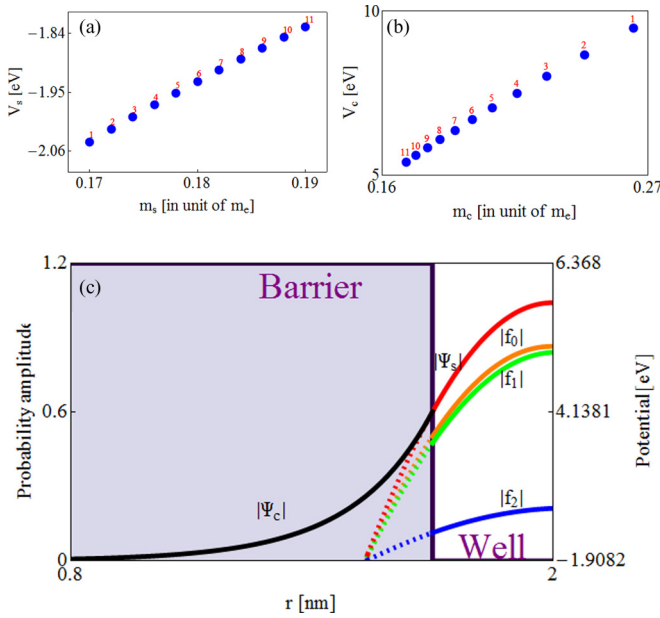 (a)
V_s [eV]
−1.84
−1.95
−2.06
1
2
3
4
5
6
7
8
9
10
11
0.17
0.18
0.19
m_s [in unit of m_e]
(b)
V_c [eV]
10
5
11
10
9
8
7
6
5
4
3
2
1
0.16
0.27
m_c [in unit of m_e]
(c)
Barrier
Well
Probability amplitude
1.2
0.6
0
|Ψ_c|
|Ψ_s|
|f_0|
|f_1|
|f_2|
6.368
4.1381
−1.9082
Potential [eV]
0.8
2
r [nm]